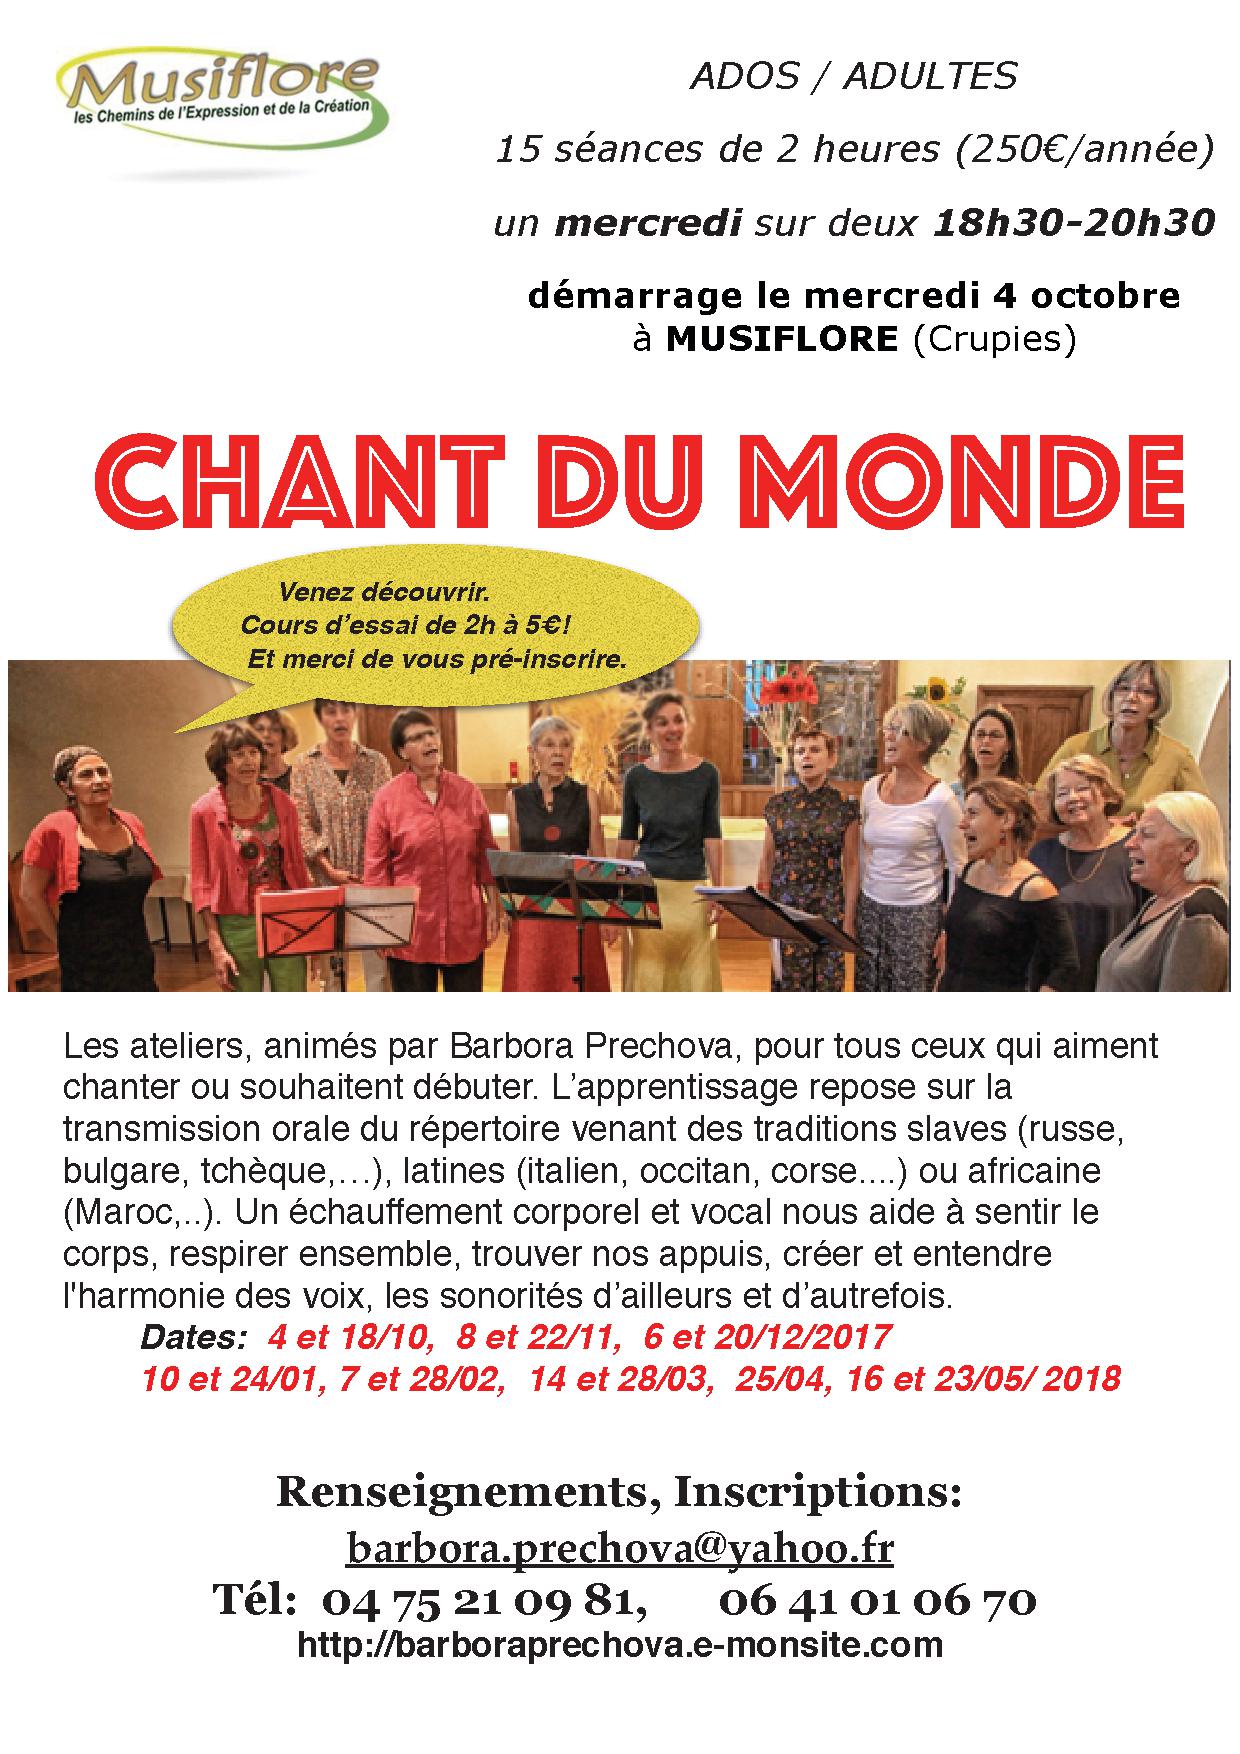 Musiflore
les Chemins de l'Expression et de la Création
ADOS / ADULTES
15 séances de 2 heures (250€/année)
un mercredi sur deux 18h30-20h30
démarrage le mercredi 4 octobre
à MUSIFLORE (Crupies)
CHANT DU MONDE
Venez découvrir.
Cours d'essai de 2h à 5€!
Et merci de vous pré-inscrire.
Les ateliers, animés par Barbora Prechova, pour tous ceux qui aiment
chanter ou souhaitent débuter. L'apprentissage repose sur la
transmission orale du répertoire venant des traditions slaves (russe,
bulgare, tchèque,…), latines (italien, occitan, corse....) ou africaine
(Maroc,..). Un échauffement corporel et vocal nous aide à sentir le
corps, respirer ensemble, trouver nos appuis, créer et entendre
l'harmonie des voix, les sonorités d'ailleurs et d'autrefois.
Dates: 4 et 18/10, 8 et 22/11, 6 et 20/12/2017
10 et 24/01, 7 et 28/02, 14 et 28/03, 25/04, 16 et 23/05/ 2018
Renseignements, Inscriptions:
barbora.prechova@yahoo.fr
Tél: 04 75 21 09 81, 06 41 01 06 70
http://barboraprechova.e-monsite.com